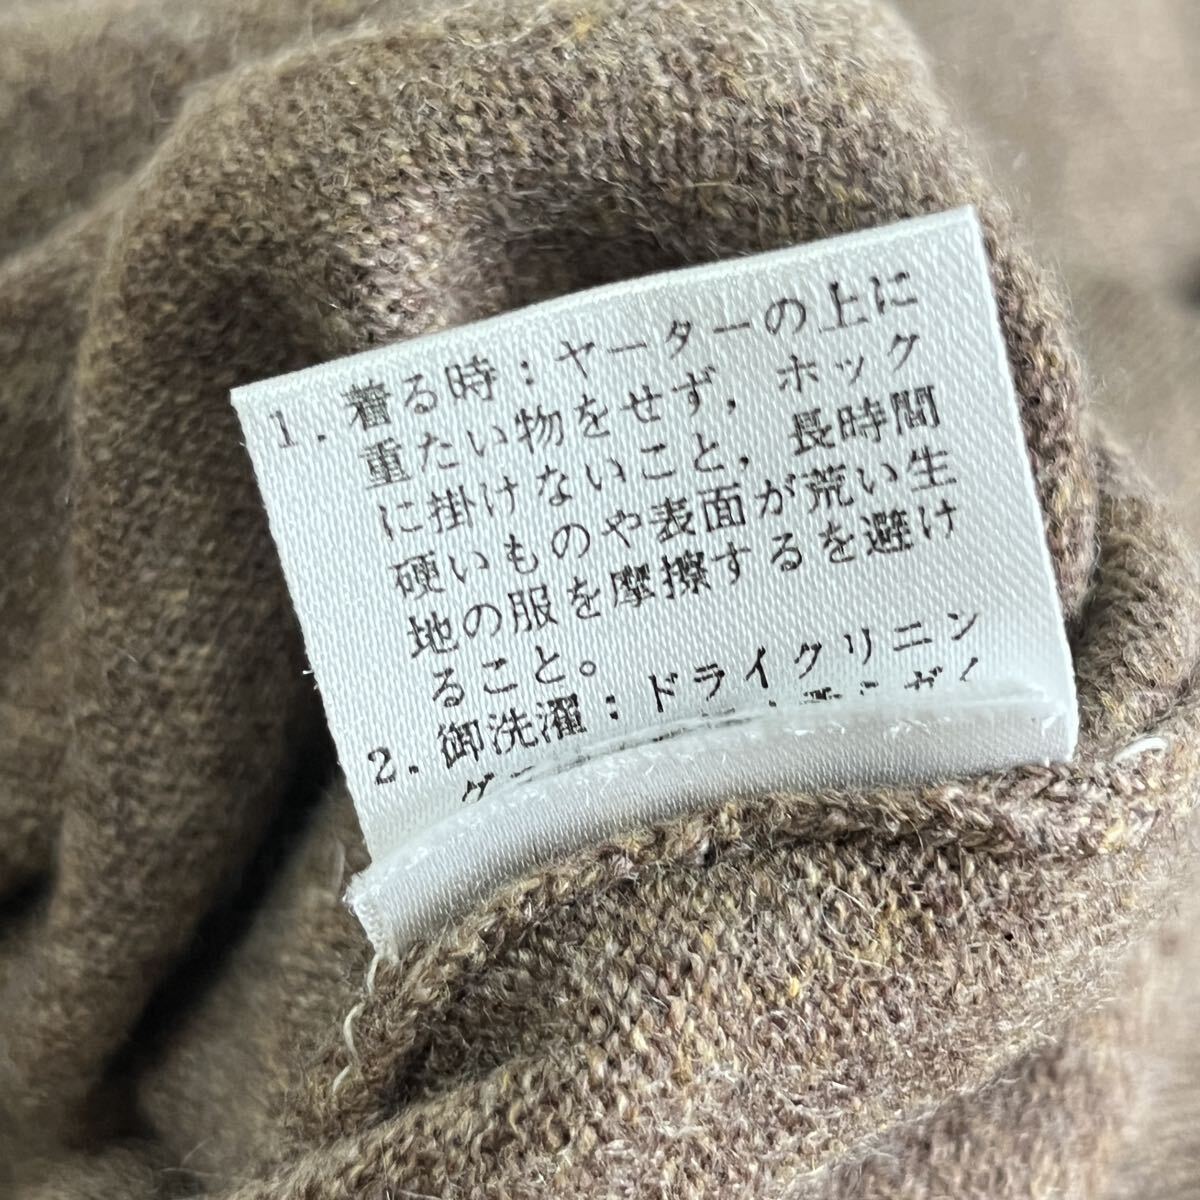 1. 着る時：ヤーターの上に
重たい物をせず，ホック
に掛けないこと，長時間
硬いものや表面が荒い生
地の服を摩擦するを避け
ること。
2. 御洗濯：ドライクリニン
グ